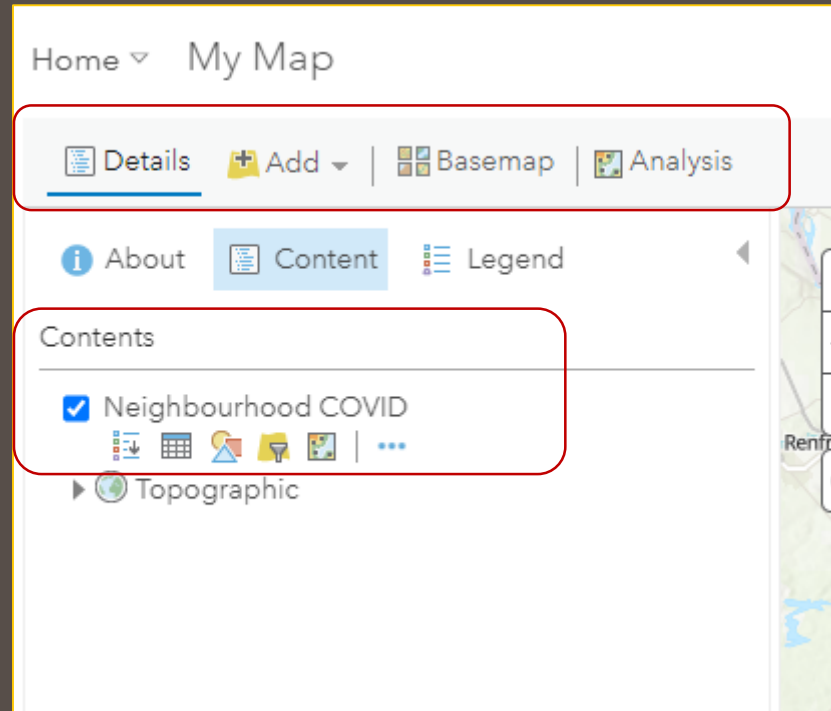 Home My Map
Details Add Basemap Analysis
About Content Legend
Contents
Neighbourhood COVID
Topographic